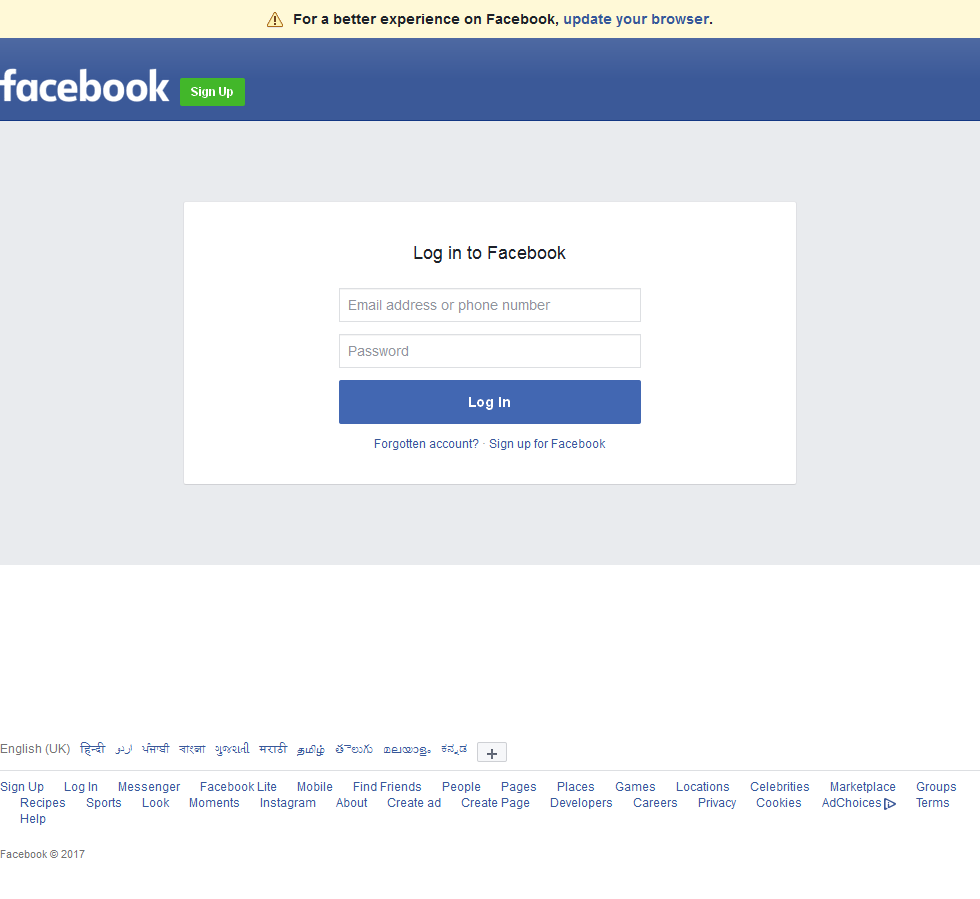 For a better experience on Facebook, update your browser.
facebook Sign Up
Log in to Facebook
Email address or phone number
Password
Log In
Forgotten account? · Sign up for Facebook
English (UK) हिन्दी اردو ਪੰਜਾਬੀ বাংলা ગુજરાતી मराठी தமிழ் తెలుగు മലയാളം ಕನ್ನಡ
Sign Up Log In Messenger Facebook Lite Mobile Find Friends People Pages Places Games Locations Celebrities Marketplace Groups
Recipes Sports Look Moments Instagram About Create ad Create Page Developers Careers Privacy Cookies AdChoices Terms
Help
Facebook © 2017